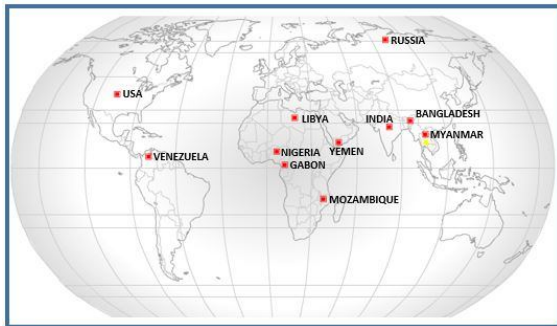 RUSSIA
USA
LIBYA
INDIA
BANGLADESH
MYANMAR
NIGERIA
YEMEN
VENEZUELA
GABON
MOZAMBIQUE